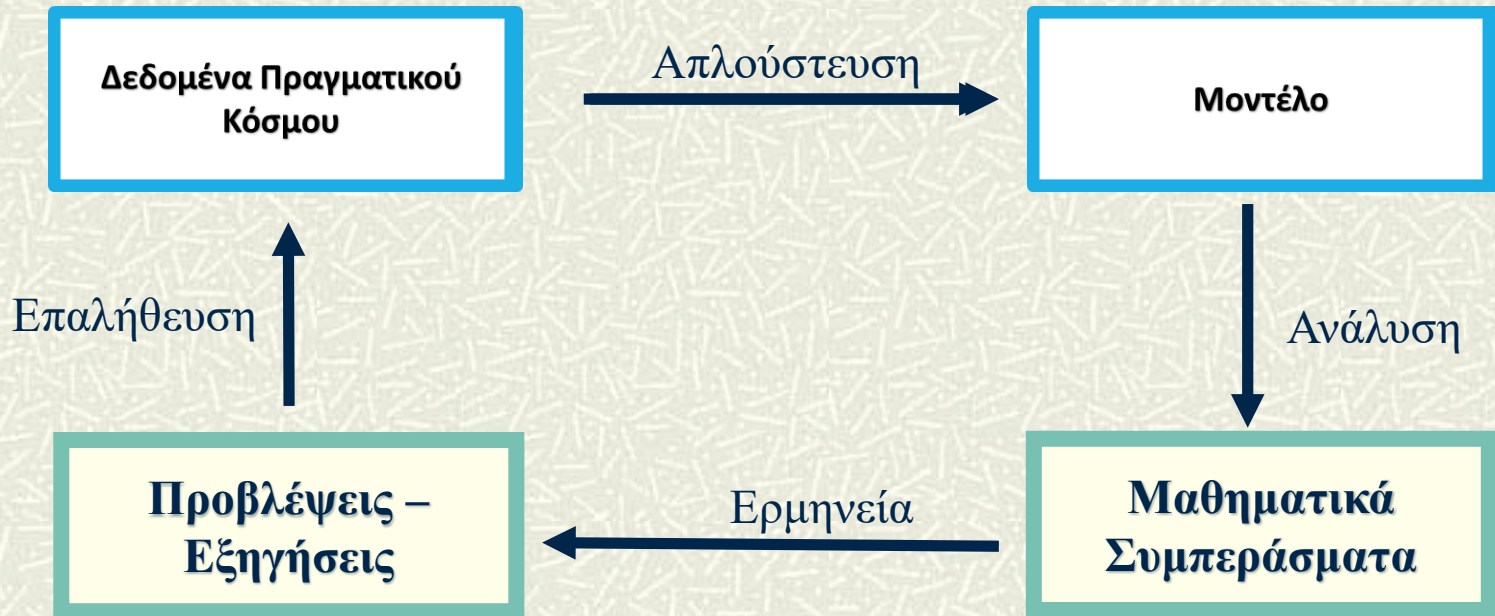 Δεδομένα Πραγματικού
Κόσμου
Απλούστευση
Μοντέλο
Επαλήθευση
Ανάλυση
Προβλέψεις –
Εξηγήσεις
Ερμηνεία
Μαθηματικά
Συμπεράσματα